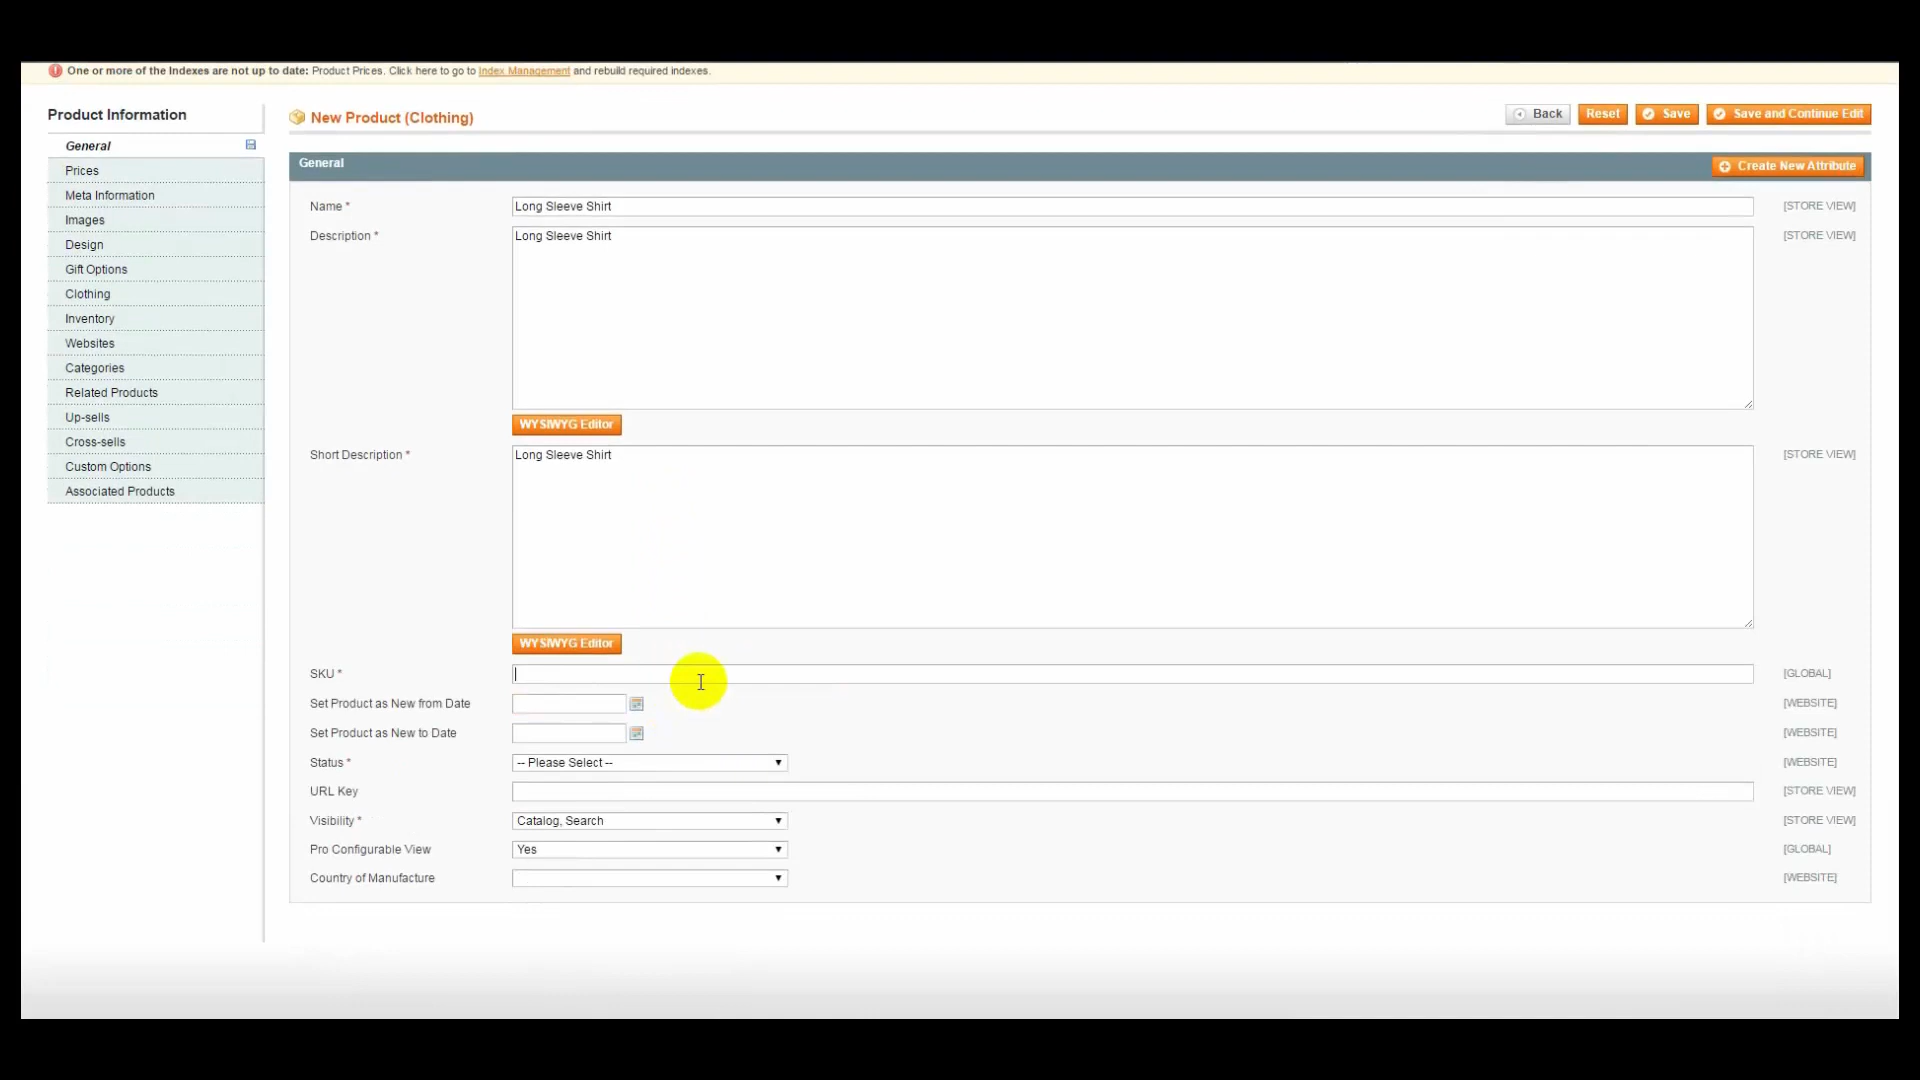 One or more of the Indexes are not up to date: Product Prices. Click here to go to Index Management and rebuild required indexes.
Product Information
General
Prices
Meta Information
Images
Design
Gift Options
Clothing
Inventory
Websites
Categories
Related Products
Up-sells
Cross-sells
Custom Options
Associated Products
New Product (Clothing)
Back Reset Save Save and Continue Edit
General Create New Attribute
Name * Long Sleeve Shirt [STORE VIEW]
Description * Long Sleeve Shirt [STORE VIEW]
WYSIWYG Editor
Short Description * Long Sleeve Shirt [STORE VIEW]
WYSIWYG Editor
SKU * [GLOBAL]
Set Product as New from Date [WEBSITE]
Set Product as New to Date [WEBSITE]
Status * -- Please Select -- [WEBSITE]
URL Key [STORE VIEW]
Visibility * Catalog, Search [STORE VIEW]
Pro Configurable View Yes [GLOBAL]
Country of Manufacture [WEBSITE]